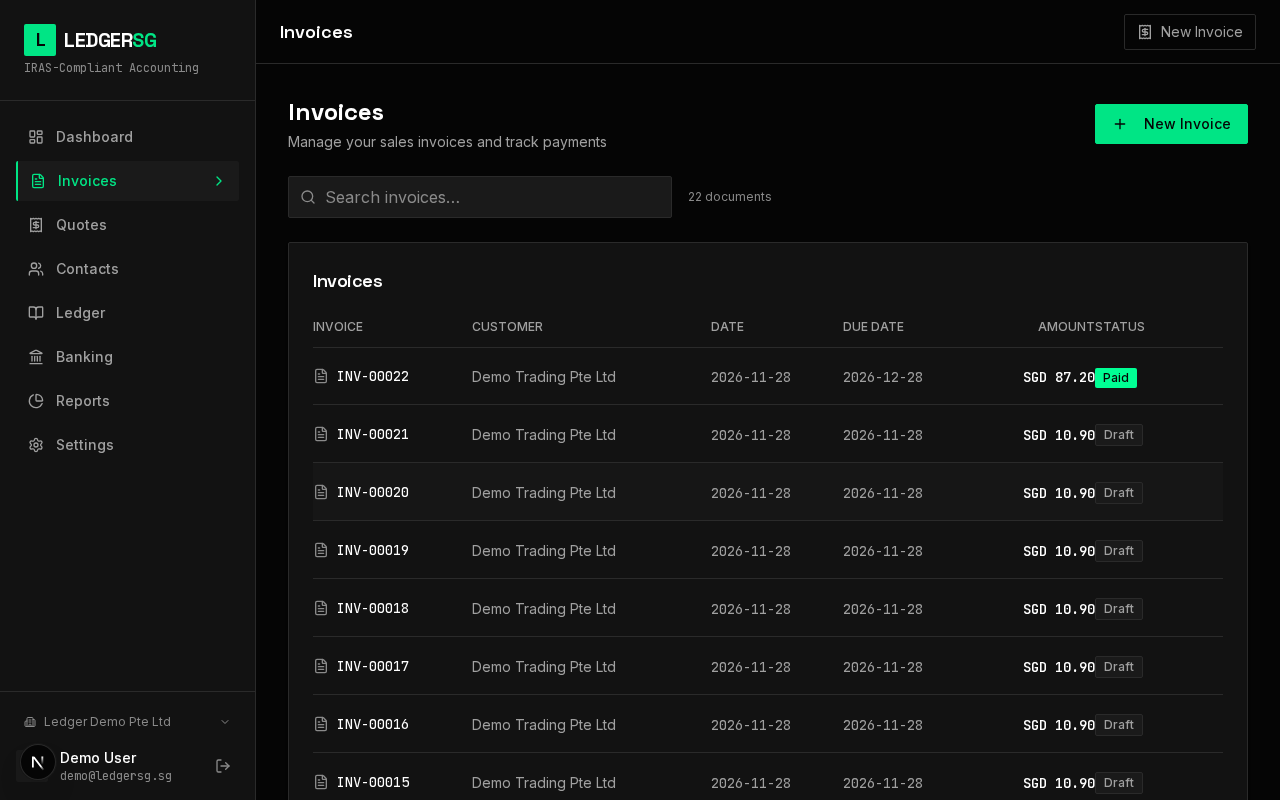 L LEDGERSG
IRAS-Compliant Accounting
Dashboard
Invoices
Quotes
Contacts
Ledger
Banking
Reports
Settings
Ledger Demo Pte Ltd
N Demo User
demo@ledgersg.sg
Invoices
New Invoice
Invoices
Manage your sales invoices and track payments
New Invoice
Search invoices...
22 documents
Invoices
INVOICE CUSTOMER DATE DUE DATE AMOUNT STATUS
INV-00022 Demo Trading Pte Ltd 2026-11-28 2026-12-28 SGD 87.20 Paid
INV-00021 Demo Trading Pte Ltd 2026-11-28 2026-11-28 SGD 10.90 Draft
INV-00020 Demo Trading Pte Ltd 2026-11-28 2026-11-28 SGD 10.90 Draft
INV-00019 Demo Trading Pte Ltd 2026-11-28 2026-11-28 SGD 10.90 Draft
INV-00018 Demo Trading Pte Ltd 2026-11-28 2026-11-28 SGD 10.90 Draft
INV-00017 Demo Trading Pte Ltd 2026-11-28 2026-11-28 SGD 10.90 Draft
INV-00016 Demo Trading Pte Ltd 2026-11-28 2026-11-28 SGD 10.90 Draft
INV-00015 Demo Trading Pte Ltd 2026-11-28 2026-11-28 SGD 10.90 Draft